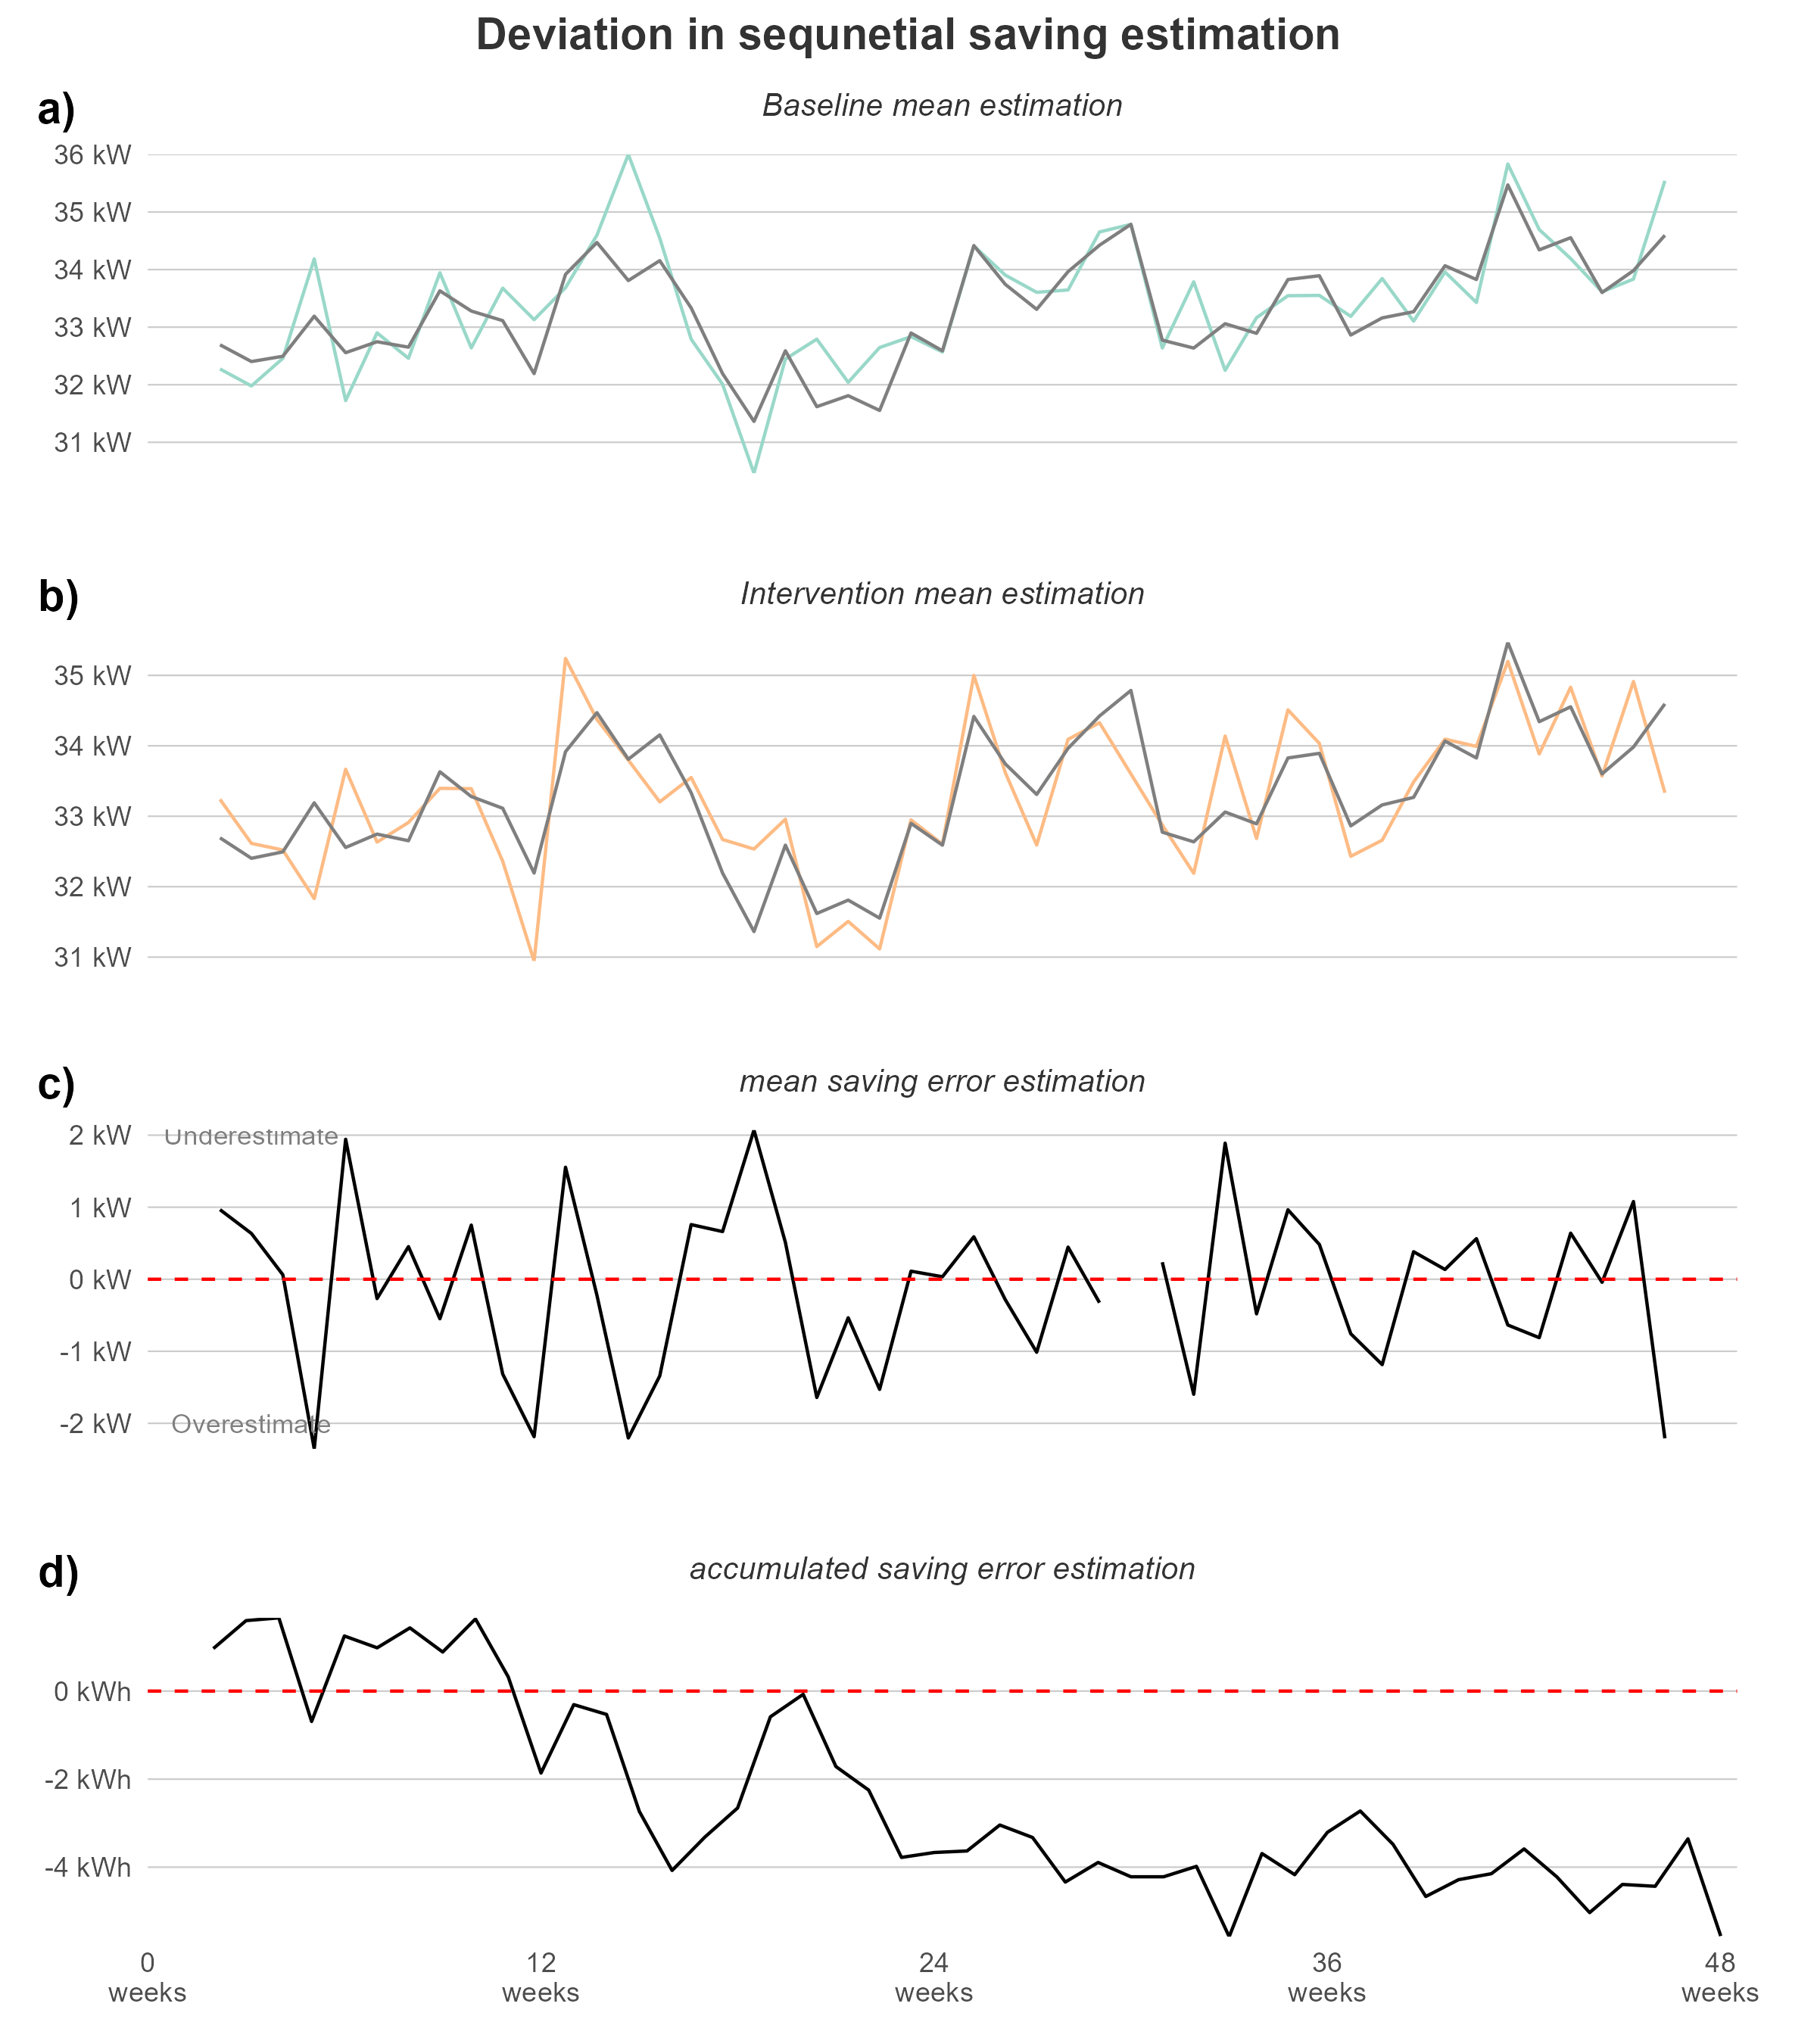 Deviation in sequnetial saving estimation
a)
Baseline mean estimation
36 kW
35 kW
34 kW
33 kW
32 kW
31 kW
b)
Intervention mean estimation
35 kW
34 kW
33 kW
32 kW
31 kW
c)
mean saving error estimation
2 kW
Underestimate
1 kW
0 kW
-1 kW
-2 kW
Overestimate
d)
accumulated saving error estimation
0 kWh
-2 kWh
-4 kWh
0 12 24 36 48
weeks weeks weeks weeks weeks